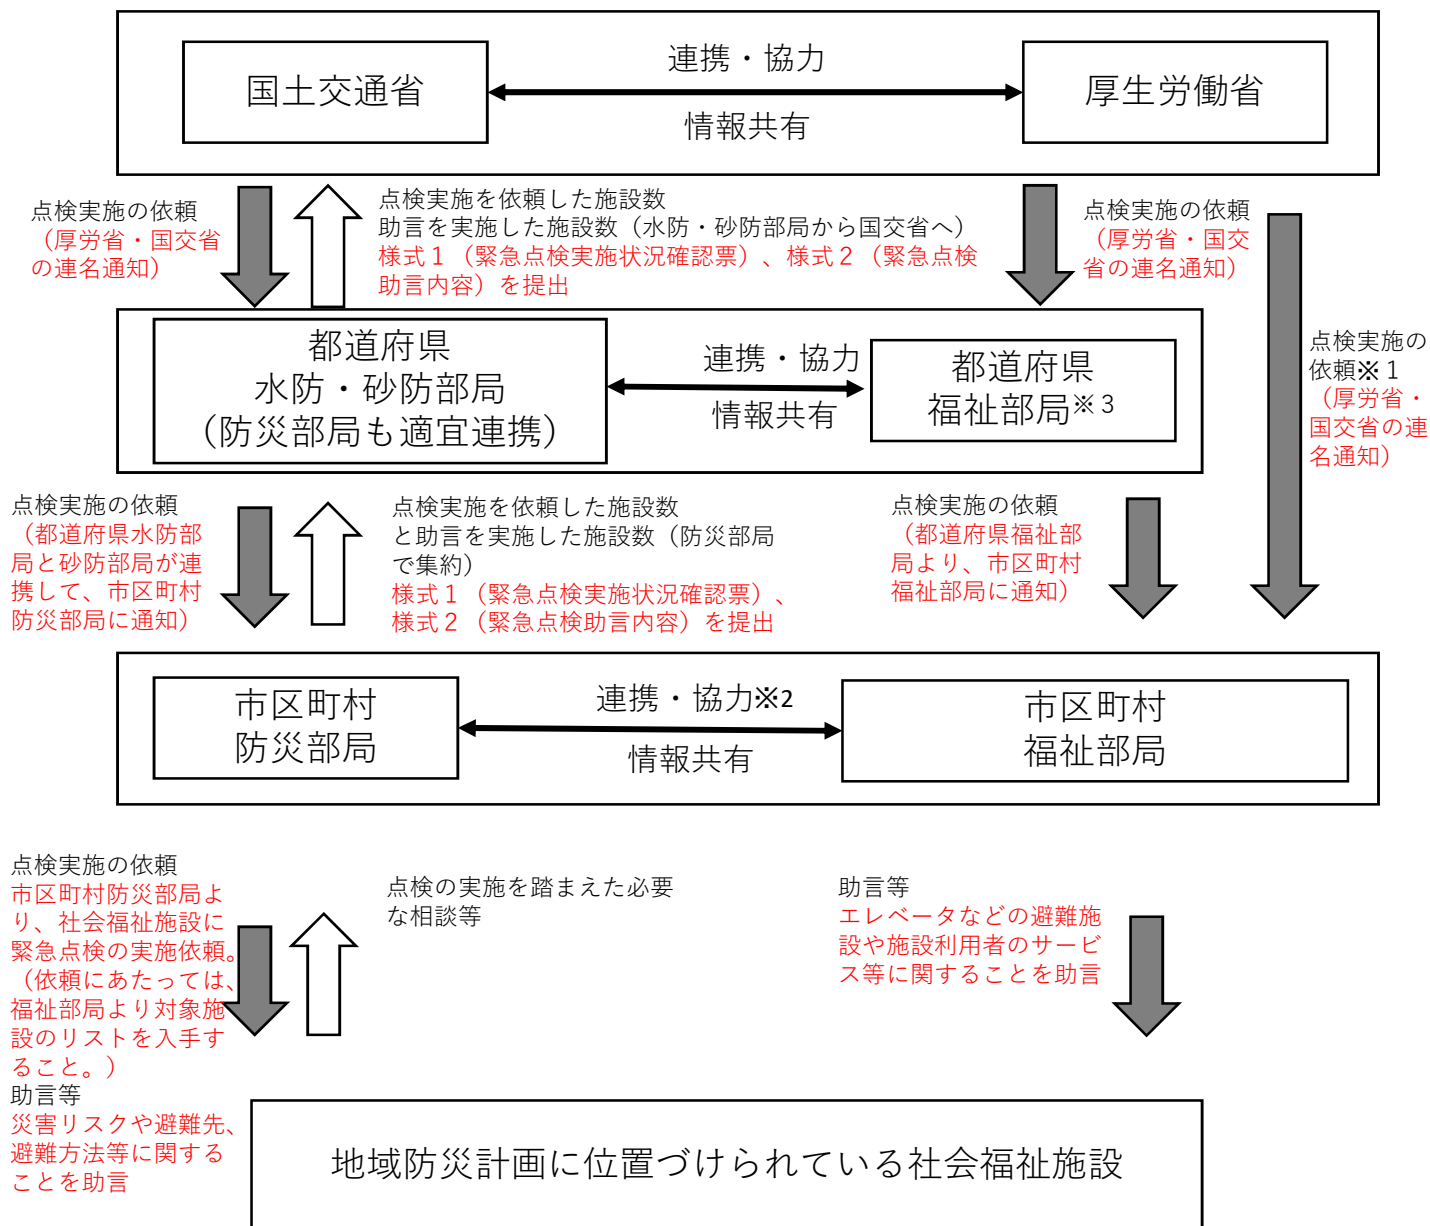 国土交通省
連携・協力
情報共有
厚生労働省
点検実施の依頼
（厚労省・国交省
の連名通知）
点検実施を依頼した施設数
助言を実施した施設数（水防・砂防部局から国交省へ）
様式１（緊急点検実施状況確認票）、様式２（緊急点検
助言内容）を提出
点検実施の依頼
（厚労省・国交
省の連名通知）
点検実施の
依頼※１
（厚労省・
国交省の連
名通知）
都道府県
水防・砂防部局
（防災部局も適宜連携）
連携・協力
情報共有
都道府県
福祉部局※３
点検実施の依頼
（都道府県水防部
局と砂防部局が連
携して、市区町村
防災部局に通知）
点検実施を依頼した施設数
と助言を実施した施設数（防災部局
で集約）
様式１（緊急点検実施状況確認票）、
様式２（緊急点検助言内容）を提出
点検実施の依頼
（都道府県福祉部
局より、市区町村
福祉部局に通知）
市区町村
防災部局
連携・協力※2
情報共有
市区町村
福祉部局
点検実施の依頼
市区町村防災部局よ
り、社会福祉施設に
緊急点検の実施依頼。
（依頼にあたっては、
福祉部局より対象施
設のリストを入手す
ること。）
助言等
災害リスクや避難先、
避難方法等に関する
ことを助言
点検の実施を踏まえた必要
な相談等
助言等
エレベータなどの避難施
設や施設利用者のサービ
ス等に関することを助言
地域防災計画に位置づけられている社会福祉施設